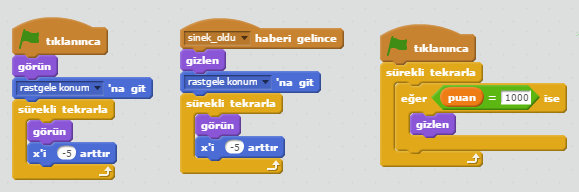 tıklanınca
görün
rastgele konum 'na git
sürekli tekrarla
görün
x'i -5 arttır
sinek_oldu haberi gelince
gizlen
rastgele konum 'na git
sürekli tekrarla
görün
x'i -5 arttır
tıklanınca
sürekli tekrarla
eğer puan = 1000 ise
gizlen